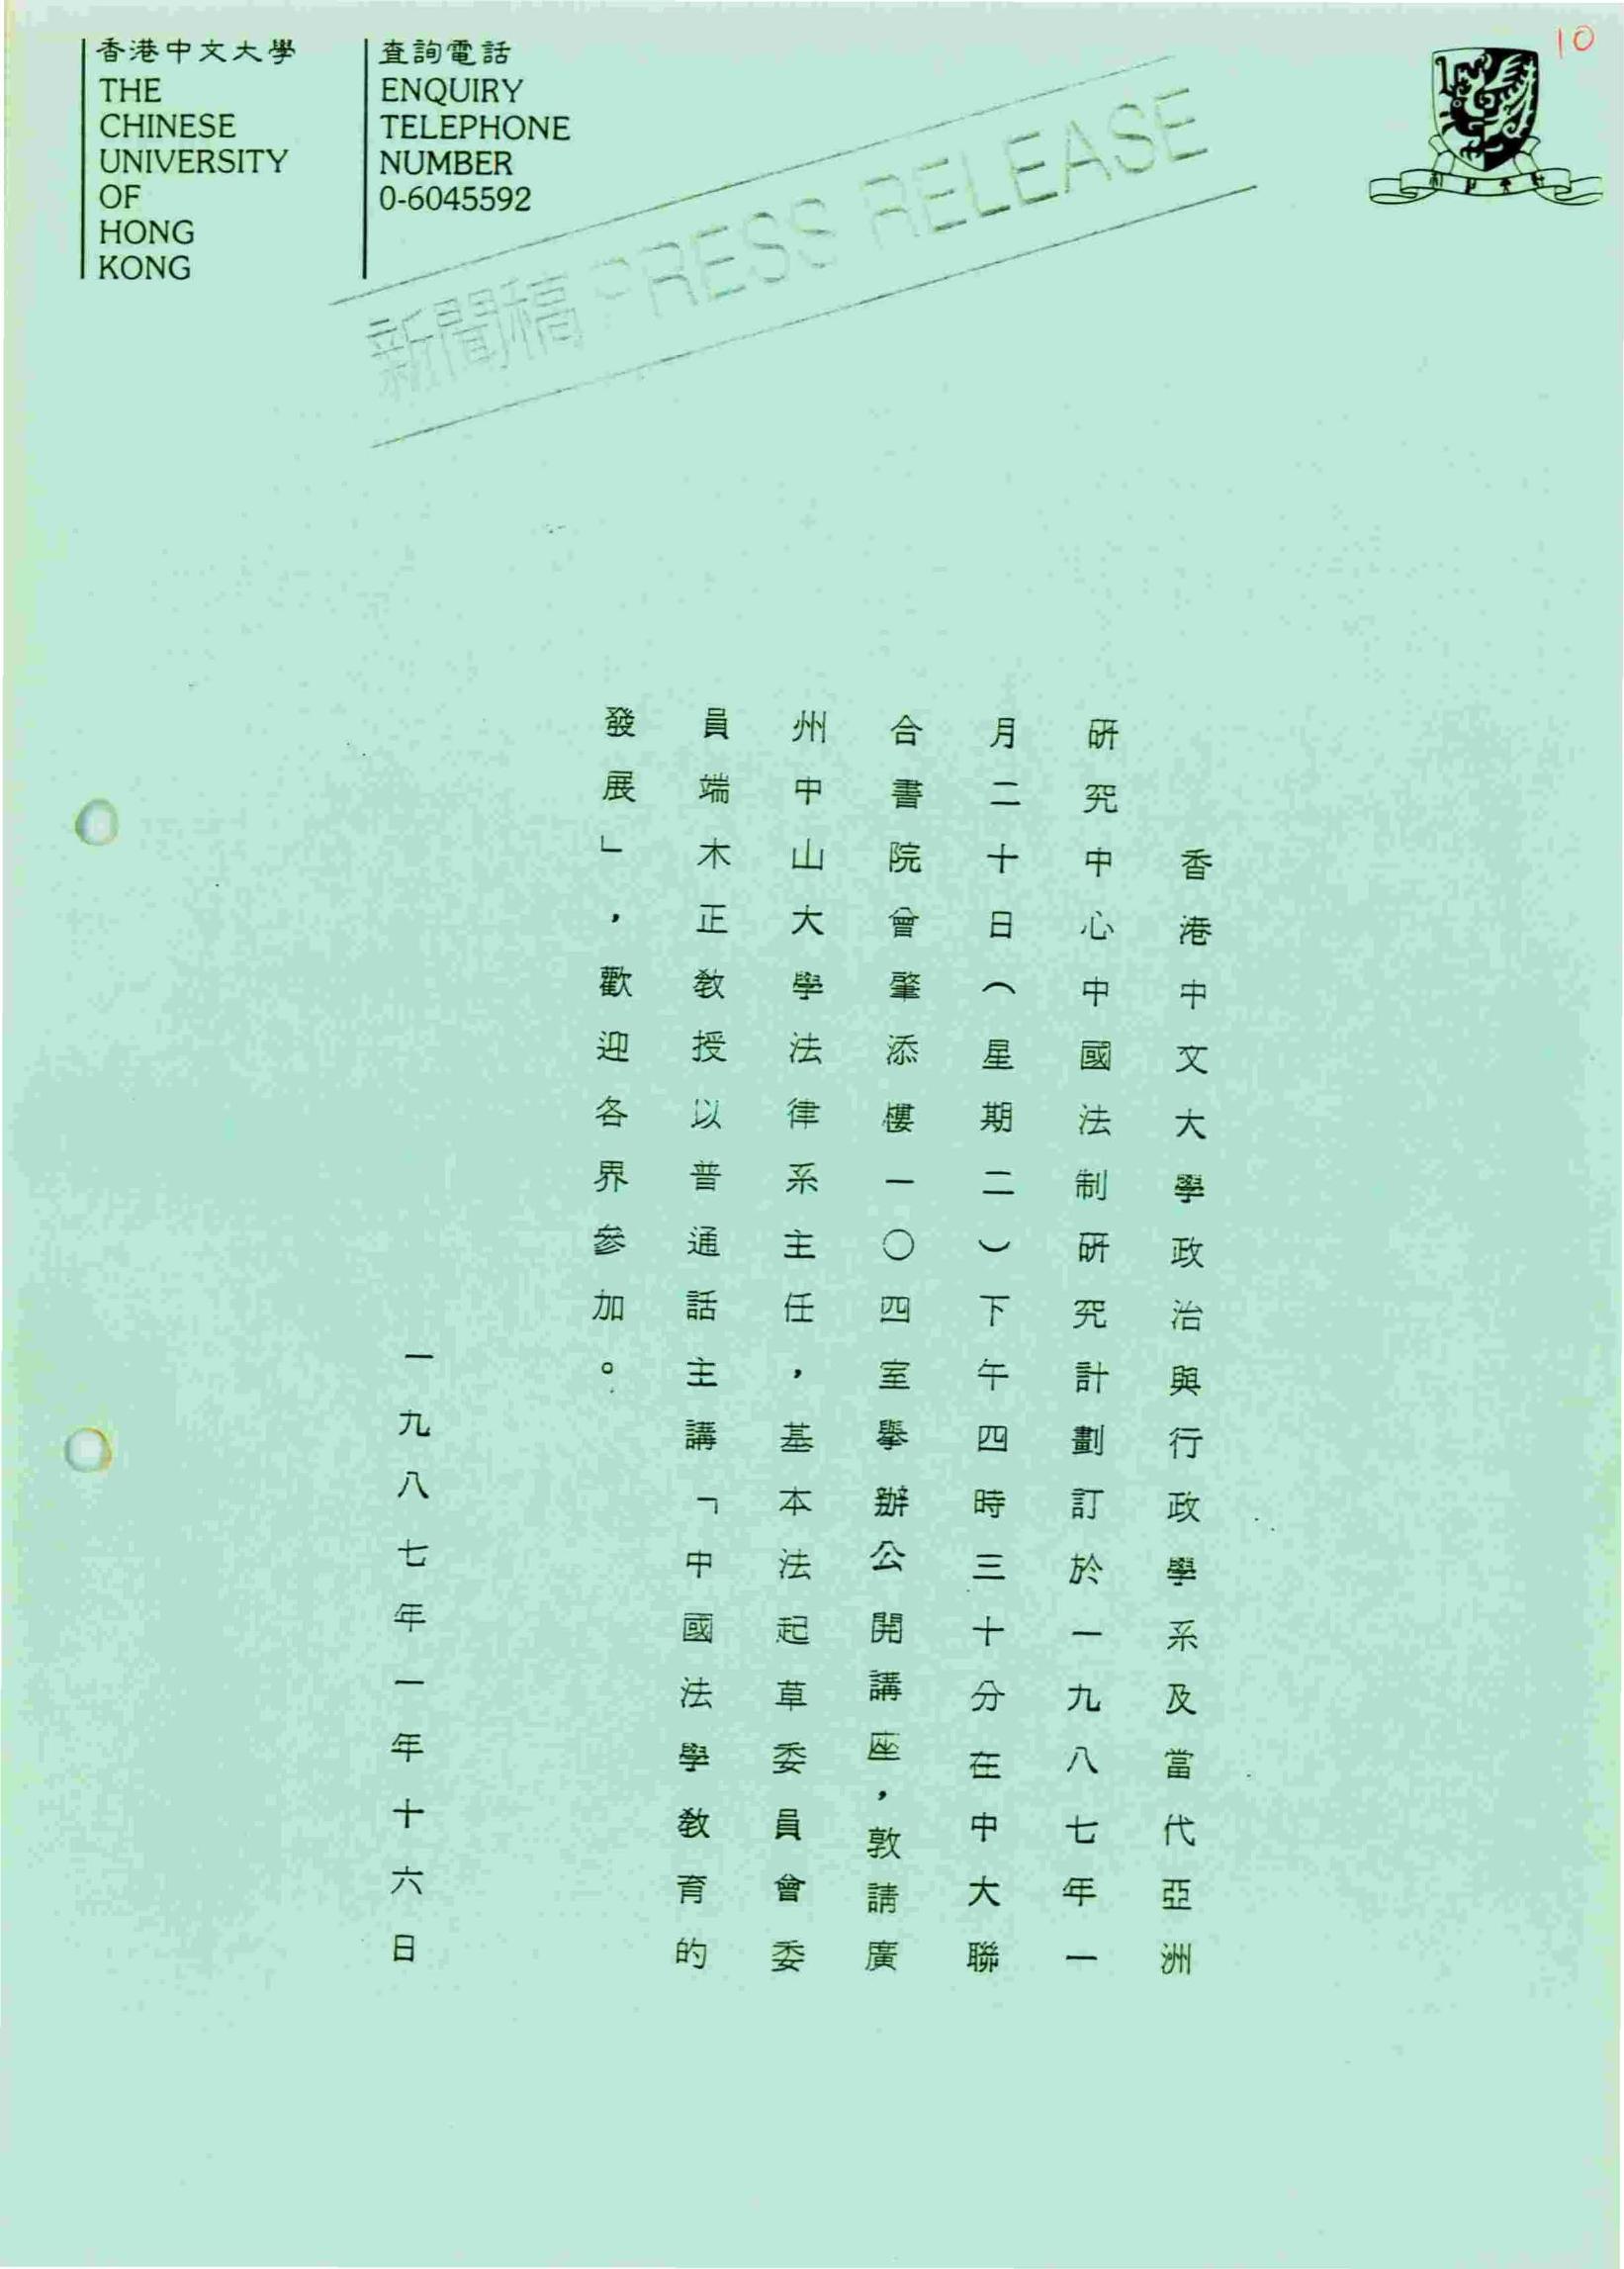 香港中文大學
THE
CHINESE
UNIVERSITY
OF
HONG
KONG
查詢電話
ENQUIRY
TELEPHONE
NUMBER
0-6045592
10
新聞稿 PRESS RELEASE
香港中文大學政治與行政學系及當代亞洲
研究中心中國法制研究計劃訂於一九八七年一
月二十日（星期二）下午四時三十分在中大聯
合書院會肇添樓一〇四室舉辦公開講座，敦請廣
州中山大學法律系主任，基本法起草委員會委
員端木正教授以普通話主講「中國法學教育的
發展」，歡迎各界參加。
一九八七年一年十六日